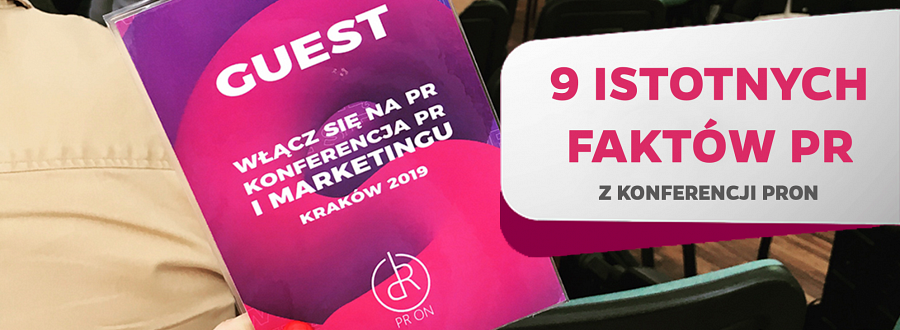 GUEST
WŁĄCZ SIĘ NA PR
KONFERENCJA PR
I MARKETINGU
KRAKÓW 2019
PR ON
9 ISTOTNYCH
FAKTÓW PR
Z KONFERENCJI PRON